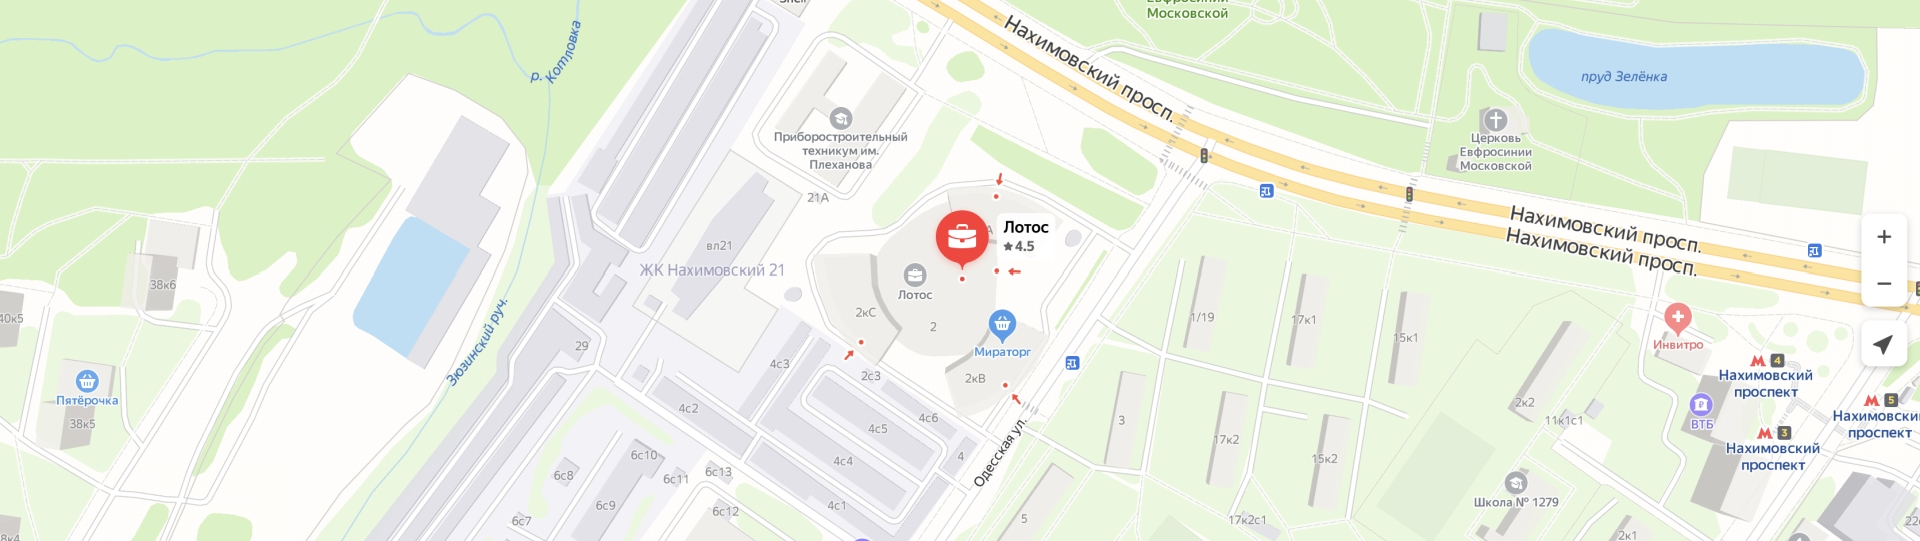 Евфросинии
Московской
Нахимовский просп.
р. Котловка
пруд Зелёнка
Приборостроительный
техникум им.
Плеханова
Церковь
Евфросинии
Московской
21А
Лотос
4.5
Нахимовский просп.
Нахимовский просп.
вл21
ЖК Нахимовский 21
Лотос
38к6
40к5
2кС
2
Мираторг
1/19
17к1
15к1
Инвитро
29
Зюзинский руч.
4с3
2с3
2кВ
4
Нахимовский
проспект
5
Нахимовски
проспект
3
Нахимовский
проспект
ВТБ
Пятёрочка
38к5
4с2
4с6
4с5
4
4с4
4с1
Одесская ул.
3
17к2
15к2
2к2
11к1с1
6с10
6с8
6с11
6с13
6с9
6с7
6с12
5
17к2с1
Школа № 1279
2к1
+
−